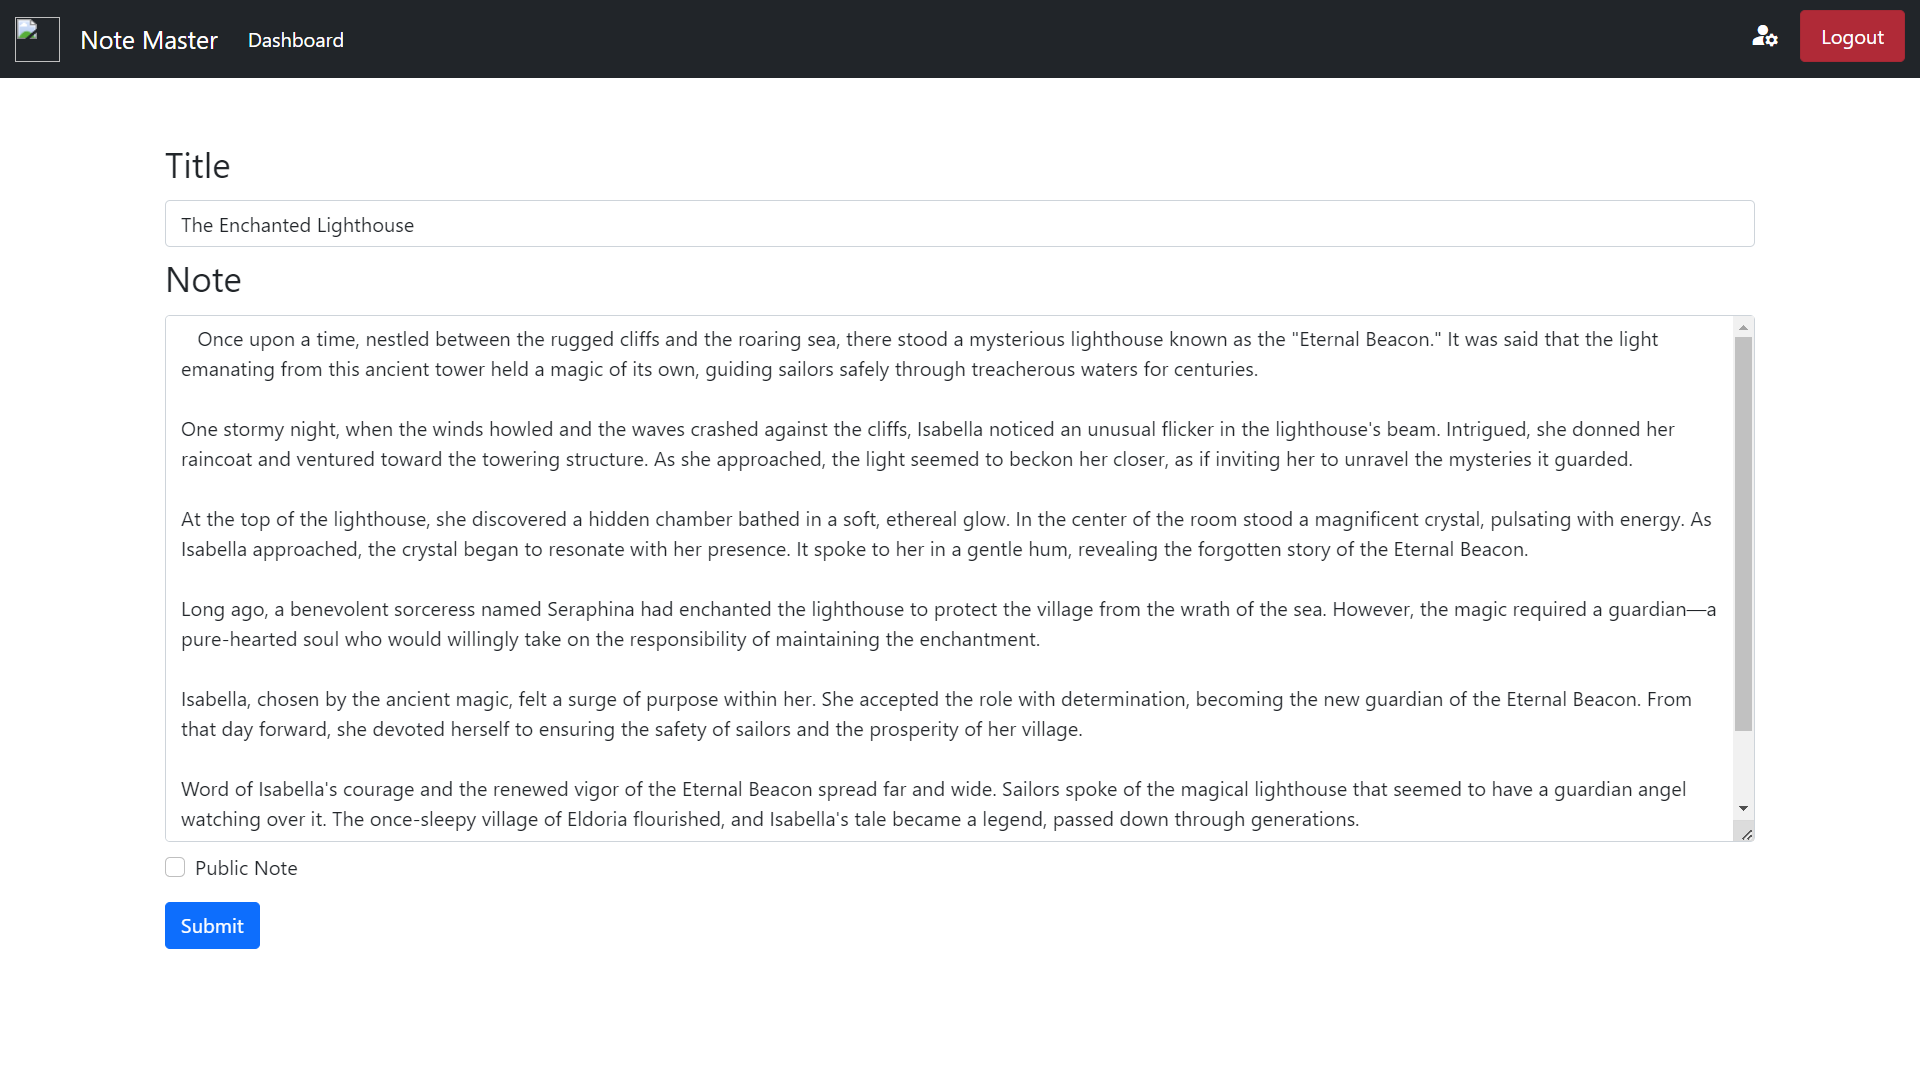 Note Master
Dashboard
Logout
Title
The Enchanted Lighthouse
Note
Once upon a time, nestled between the rugged cliffs and the roaring sea, there stood a mysterious lighthouse known as the "Eternal Beacon." It was said that the light
emanating from this ancient tower held a magic of its own, guiding sailors safely through treacherous waters for centuries.
One stormy night, when the winds howled and the waves crashed against the cliffs, Isabella noticed an unusual flicker in the lighthouse's beam. Intrigued, she donned her
raincoat and ventured toward the towering structure. As she approached, the light seemed to beckon her closer, as if inviting her to unravel the mysteries it guarded.
At the top of the lighthouse, she discovered a hidden chamber bathed in a soft, ethereal glow. In the center of the room stood a magnificent crystal, pulsating with energy. As
Isabella approached, the crystal began to resonate with her presence. It spoke to her in a gentle hum, revealing the forgotten story of the Eternal Beacon.
Long ago, a benevolent sorceress named Seraphina had enchanted the lighthouse to protect the village from the wrath of the sea. However, the magic required a guardian—a
pure-hearted soul who would willingly take on the responsibility of maintaining the enchantment.
Isabella, chosen by the ancient magic, felt a surge of purpose within her. She accepted the role with determination, becoming the new guardian of the Eternal Beacon. From
that day forward, she devoted herself to ensuring the safety of sailors and the prosperity of her village.
Word of Isabella's courage and the renewed vigor of the Eternal Beacon spread far and wide. Sailors spoke of the magical lighthouse that seemed to have a guardian angel
watching over it. The once-sleepy village of Eldoria flourished, and Isabella's tale became a legend, passed down through generations.
Public Note
Submit